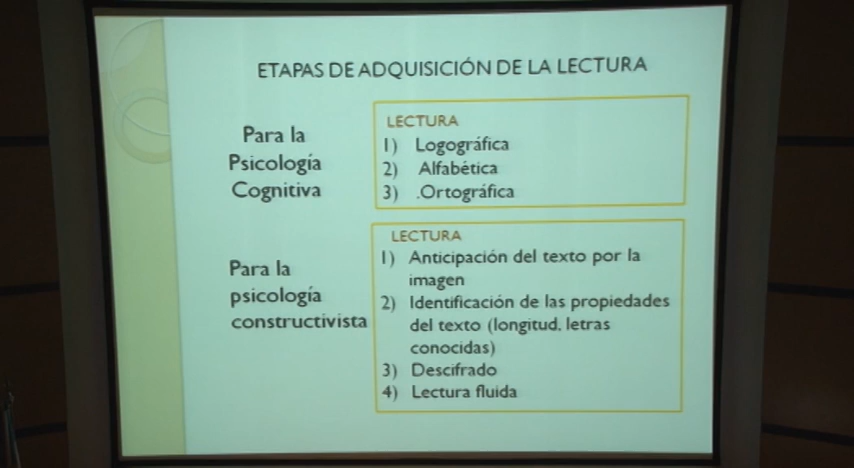 ETAPAS DE ADQUISICIÓN DE LA LECTURA
Para la
Psicología
Cognitiva
LECTURA
1) Logográfica
2) Alfabética
3) .Ortográfica
Para la
psicología
constructivista
LECTURA
1) Anticipación del texto por la
imagen
2) Identificación de las propiedades
del texto (longitud, letras
conocidas)
3) Descifrado
4) Lectura fluida